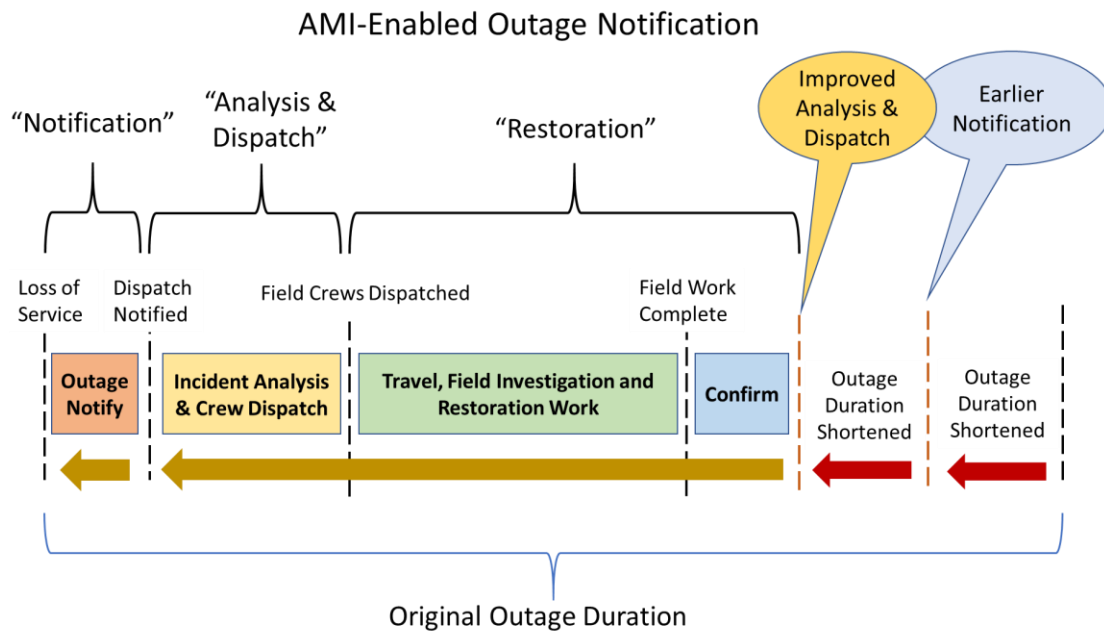 AMI-Enabled Outage Notification
“Notification”
“Analysis &
Dispatch”
“Restoration”
Improved
Analysis &
Dispatch
Earlier
Notification
Loss of
Service
Dispatch
Notified
Field Crews Dispatched
Field Work
Complete
Outage
Notify
Incident Analysis
& Crew Dispatch
Travel, Field Investigation and
Restoration Work
Confirm
Outage
Duration
Shortened
Outage
Duration
Shortened
Original Outage Duration